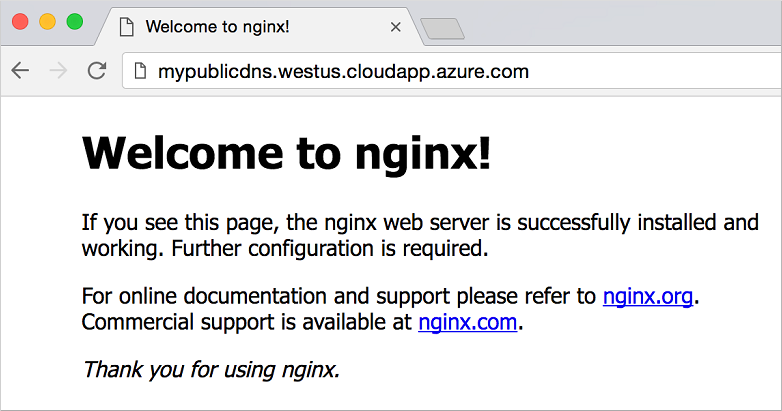 Welcome to nginx!
mypublicdns.westus.cloudapp.azure.com
Welcome to nginx!
If you see this page, the nginx web server is successfully installed and
working. Further configuration is required.
For online documentation and support please refer to nginx.org.
Commercial support is available at nginx.com.
Thank you for using nginx.